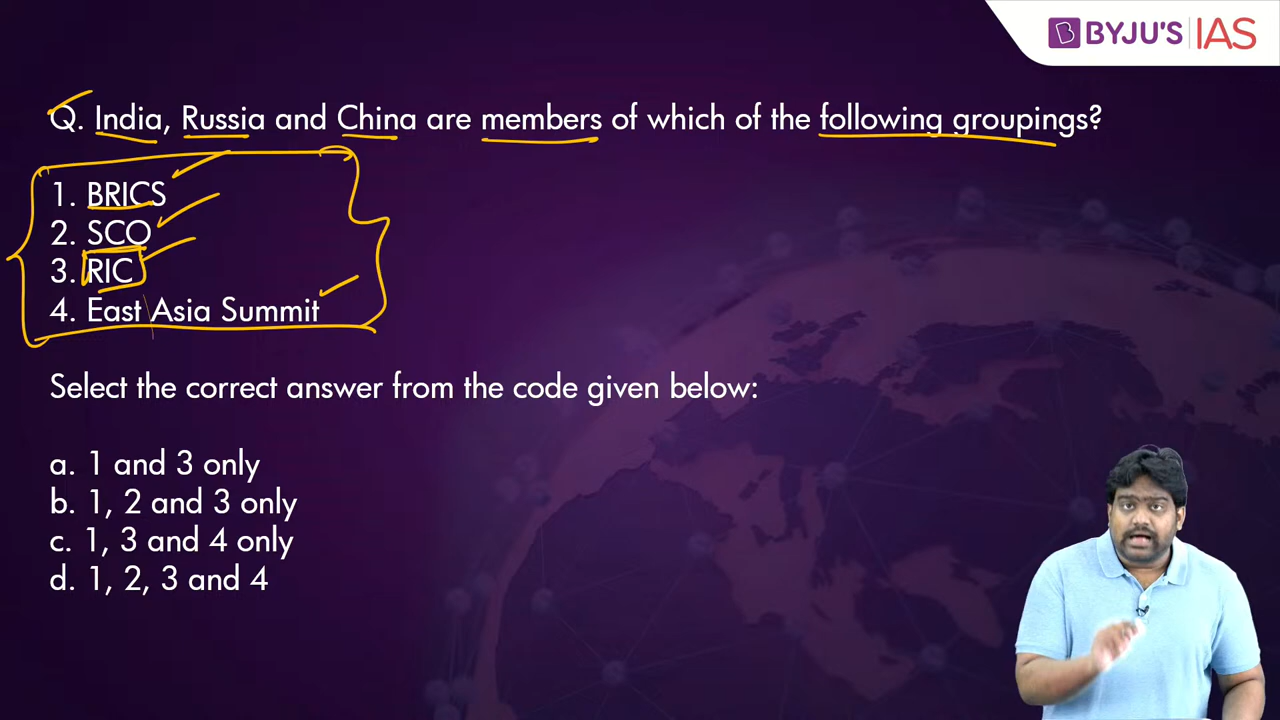 BYJU'S IAS
Q. India, Russia and China are members of which of the following groupings?
1. BRICS
2. SCO
3. RIC
4. East Asia Summit
Select the correct answer from the code given below:
a. 1 and 3 only
b. 1, 2 and 3 only
c. 1, 3 and 4 only
d. 1, 2, 3 and 4